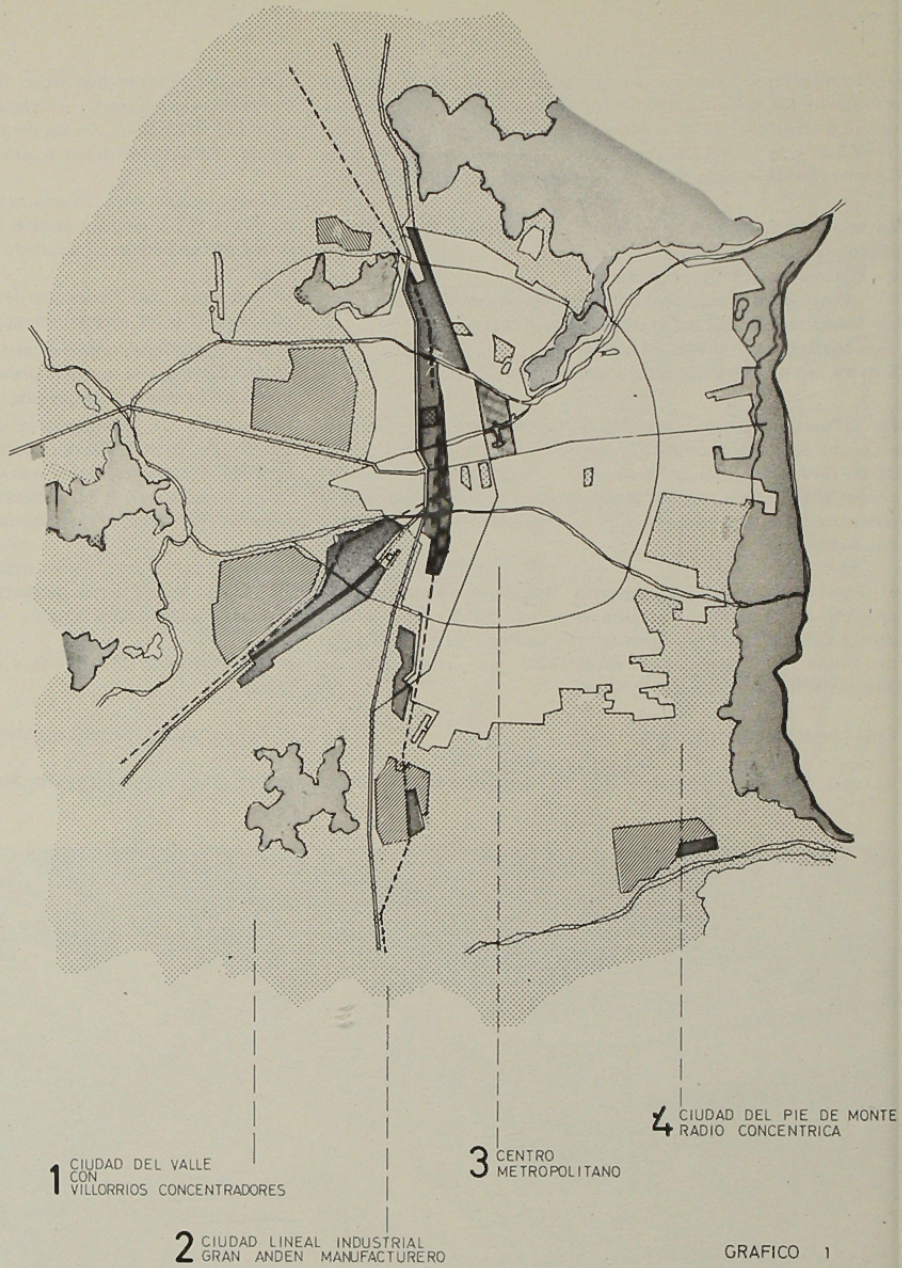 1 CIUDAD DEL VALLE
CON
VILLORRIOS CONCENTRADORES
2 CIUDAD LINEAL INDUSTRIAL
GRAN ANDEN MANUFACTURERO
3 CENTRO
METROPOLITANO
4 CIUDAD DEL PIE DE MONTE
RADIO CONCENTRICA
GRAFICO 1